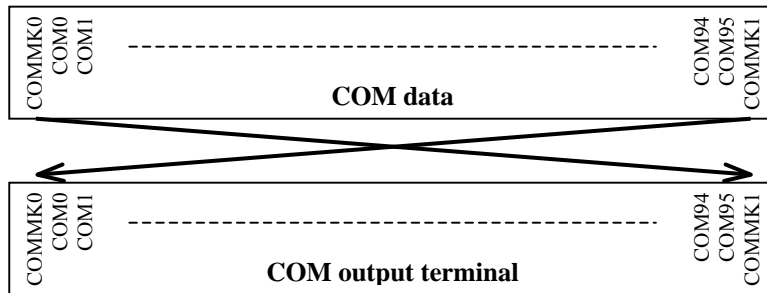 COMMK0
COM0
COM1
COM94
COM95
COMMK1
COM data
COMMK0
COM0
COM1
COM94
COM95
COMMK1
COM output terminal